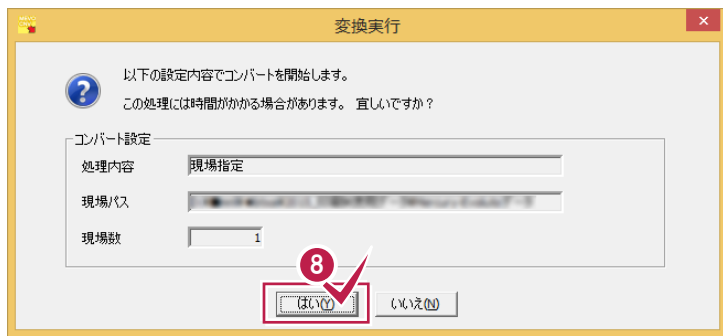 変換実行
以下の設定内容でコンバートを開始します。
この処理には時間がかかる場合があります。 宜しいですか？
コンバート設定
処理内容 現場指定
現場パス
現場数 1
8
はい(Y) いいえ(N)